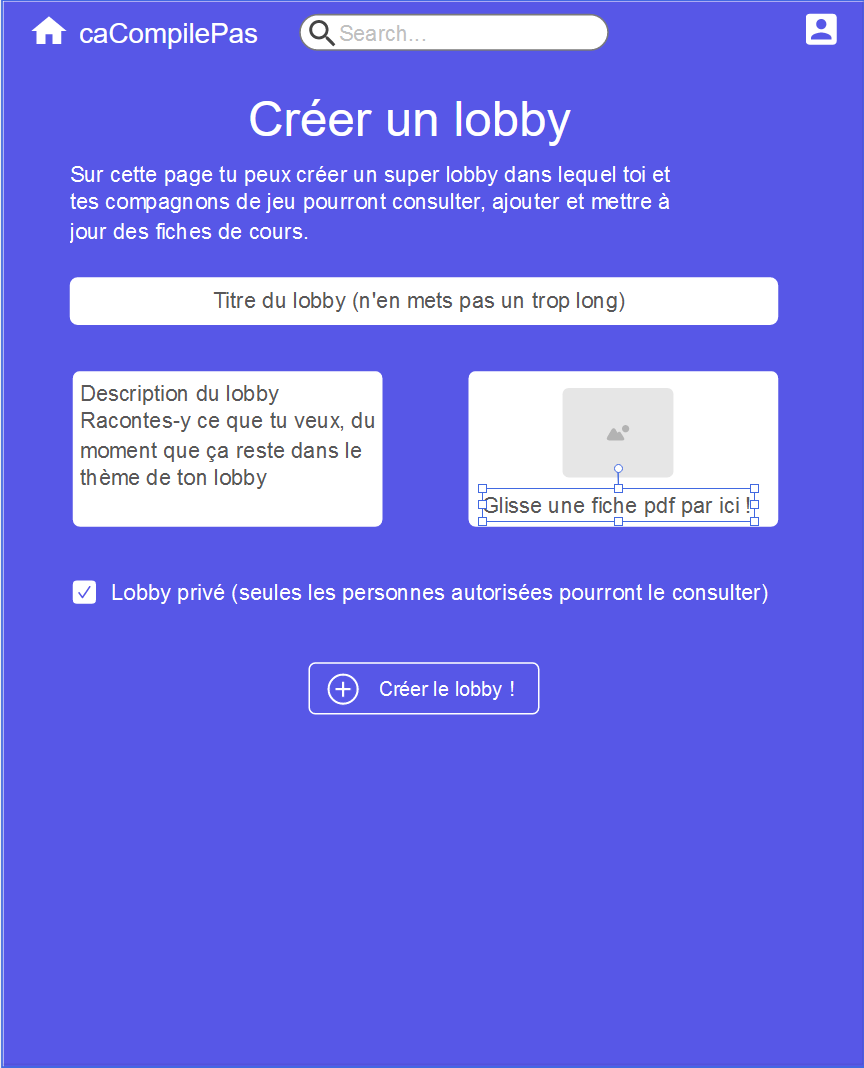 caCompilePas
Search...
Créer un lobby
Sur cette page tu peux créer un super lobby dans lequel toi et
tes compagnons de jeu pourront consulter, ajouter et mettre à
jour des fiches de cours.
Titre du lobby (n'en mets pas un trop long)
Description du lobby
Racontes-y ce que tu veux, du
moment que ça reste dans le
thème de ton lobby
Glisse une fiche pdf par ici !
Lobby privé (seules les personnes autorisées pourront le consulter)
Créer le lobby !